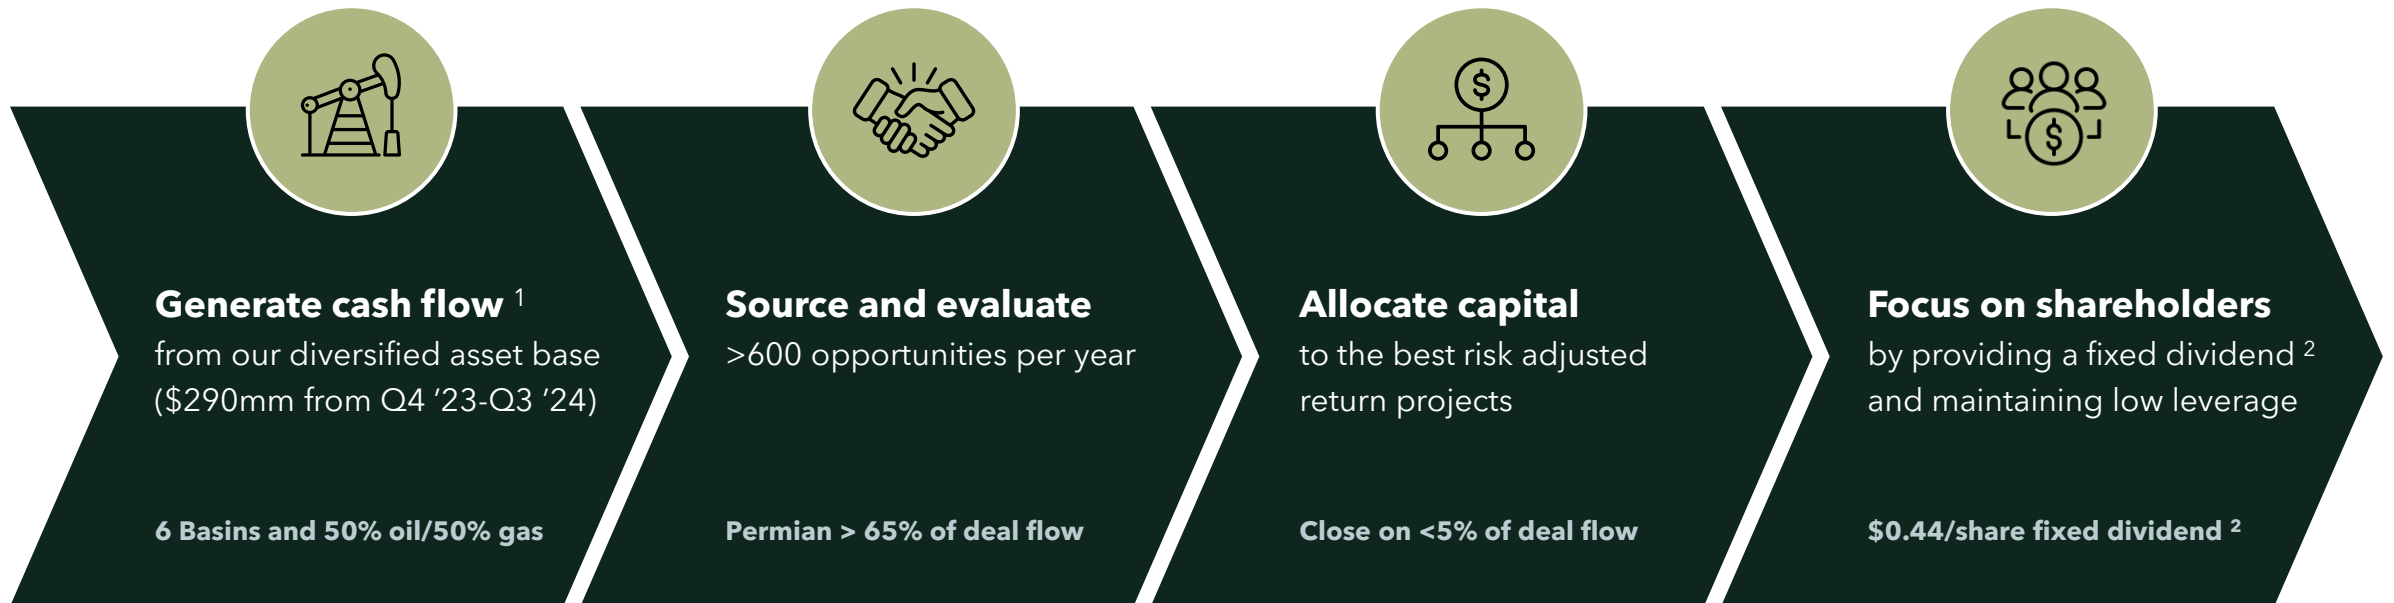 Generate cash flow ¹
from our diversified asset base
($290mm from Q4 ’23-Q3 ’24)
6 Basins and 50% oil/50% gas
Source and evaluate
>600 opportunities per year
Permian > 65% of deal flow
Allocate capital
to the best risk adjusted
return projects
Close on <5% of deal flow
Focus on shareholders
by providing a fixed dividend ²
and maintaining low leverage
$0.44/share fixed dividend ²